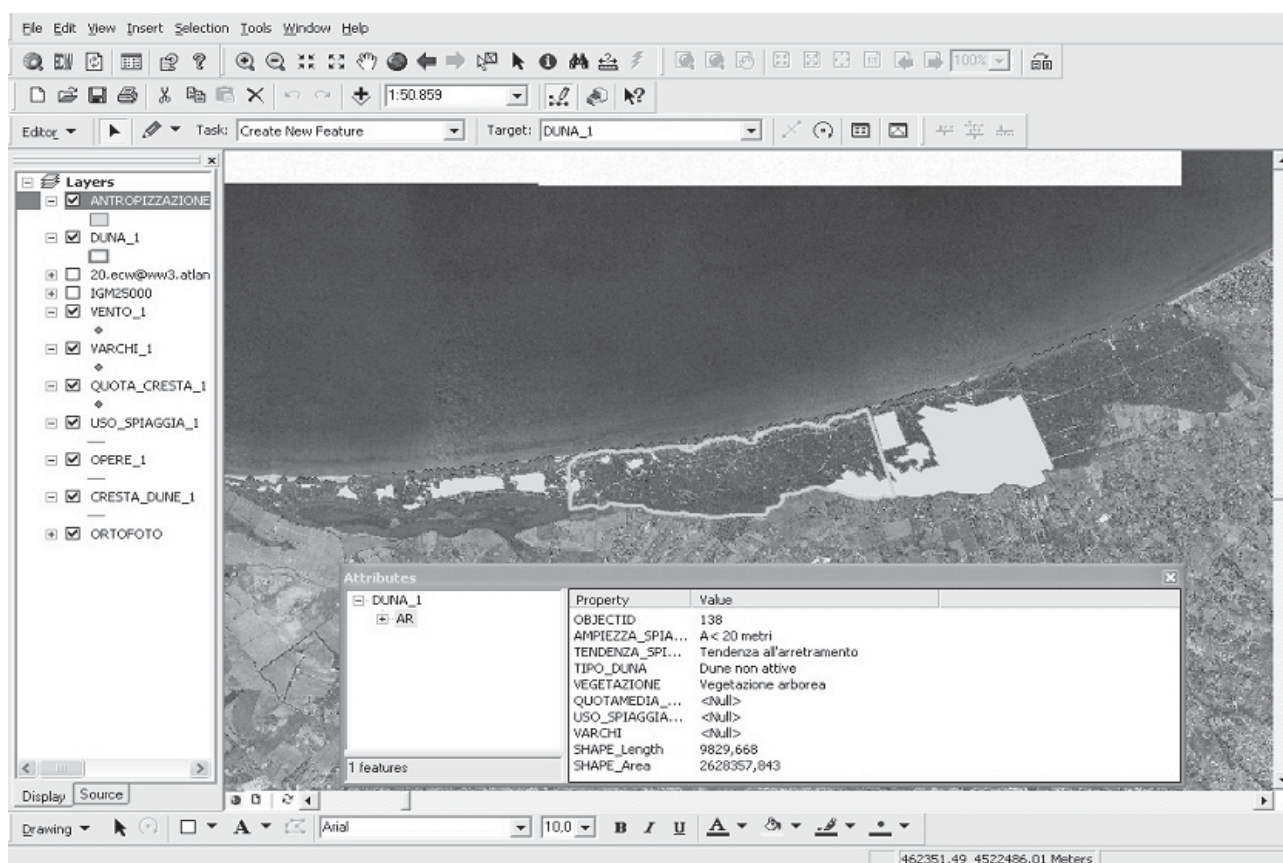 File Edit View Insert Selection Tools Window Help
100%
1:50.859
Editor Task: Create New Feature Target: DUNA_1
Layers
ANTROPIZZAZIONE
DUNA_1
20.ecw@ww3.atlan
IGM25000
VENTO_1
VARCHI_1
QUOTA_CRESTA_1
USO_SPIAGGIA_1
OPERE_1
CRESTA_DUNE_1
ORTOFOTO
Attributes
DUNA_1
AR
1 features
Property Value
OBJECTID 138
AMPIEZZA_SPIA... A< 20 metri
TENDENZA_SPI... Tendenza all'arretramento
TIPO_DUNA Dune non attive
VEGETAZIONE Vegetazione arborea
QUOTAMEDIA_... <Null>
USO_SPIAGGIA... <Null>
VARCHI <Null>
SHAPE_Length 9829,668
SHAPE_Area 2628357,843
Display Source
Drawing A Arial 10,0 B I U A
462351,49 4522486,01 Meters